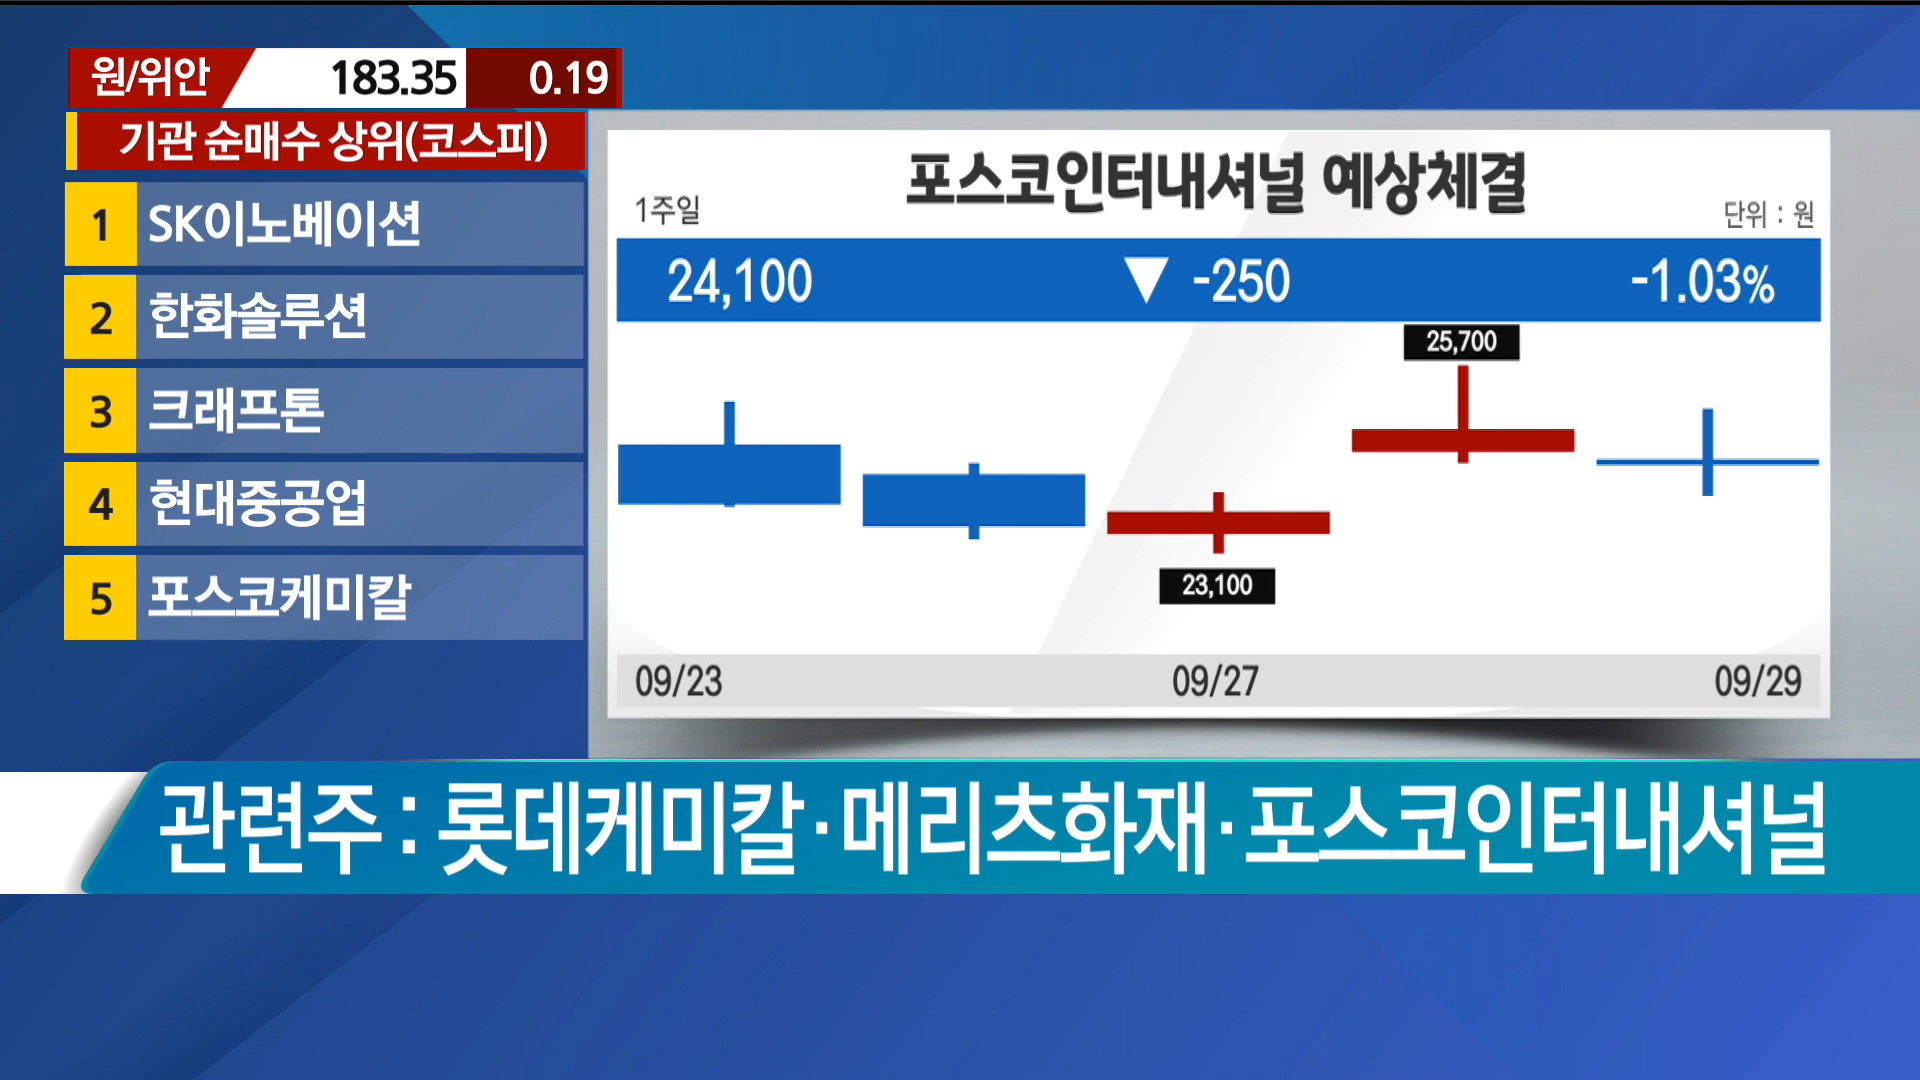 원/위안 183.35 0.19
기관 순매수 상위(코스피)
1 SK이노베이션
2 한화솔루션
3 크래프톤
4 현대중공업
5 포스코케미칼
포스코인터내셔널 예상체결
1주일
단위 : 원
24,100 ▼ -250 -1.03%
25,700
23,100
09/23 09/27 09/29
관련주 : 롯데케미칼·메리츠화재·포스코인터내셔널